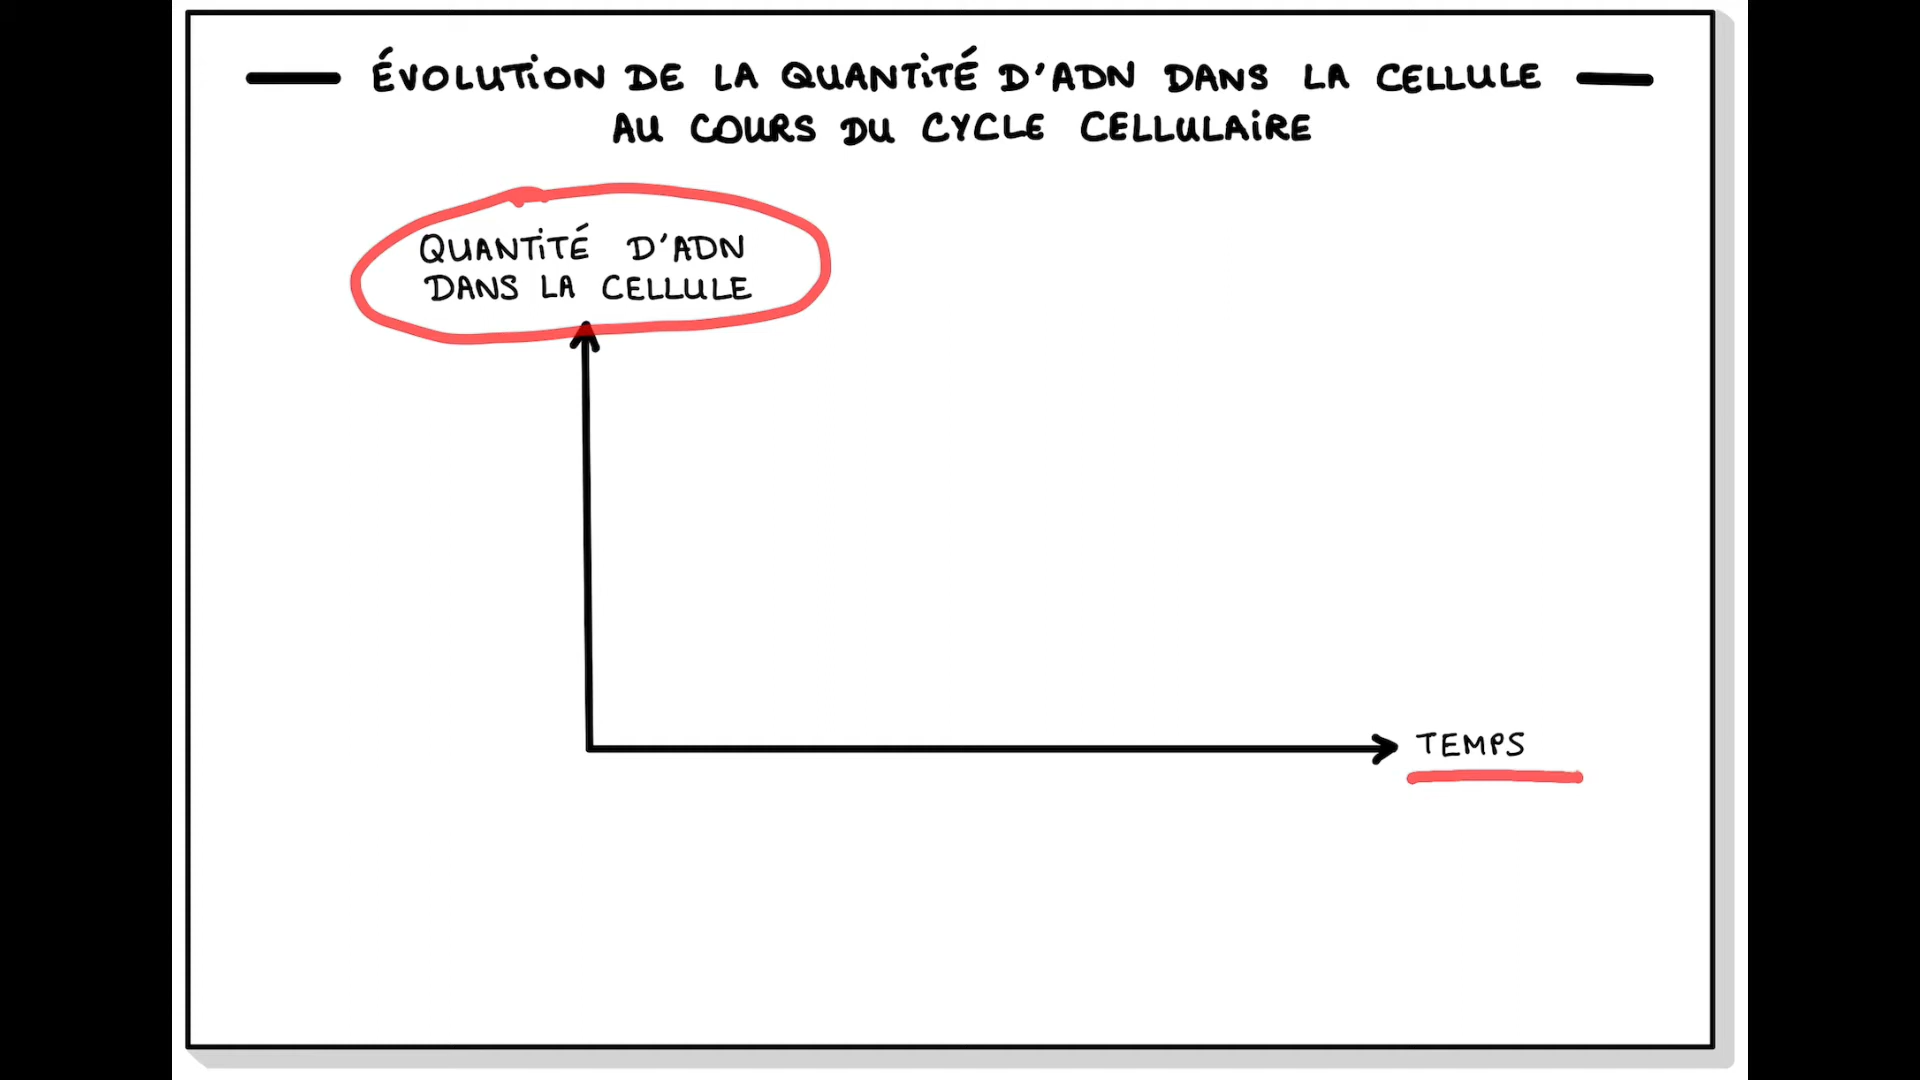 ÉVOLUTION DE LA QUANTITÉ D'ADN DANS LA CELLULE
AU COURS DU CYCLE CELLULAIRE
QUANTITÉ D'ADN
DANS LA CELLULE
TEMPS